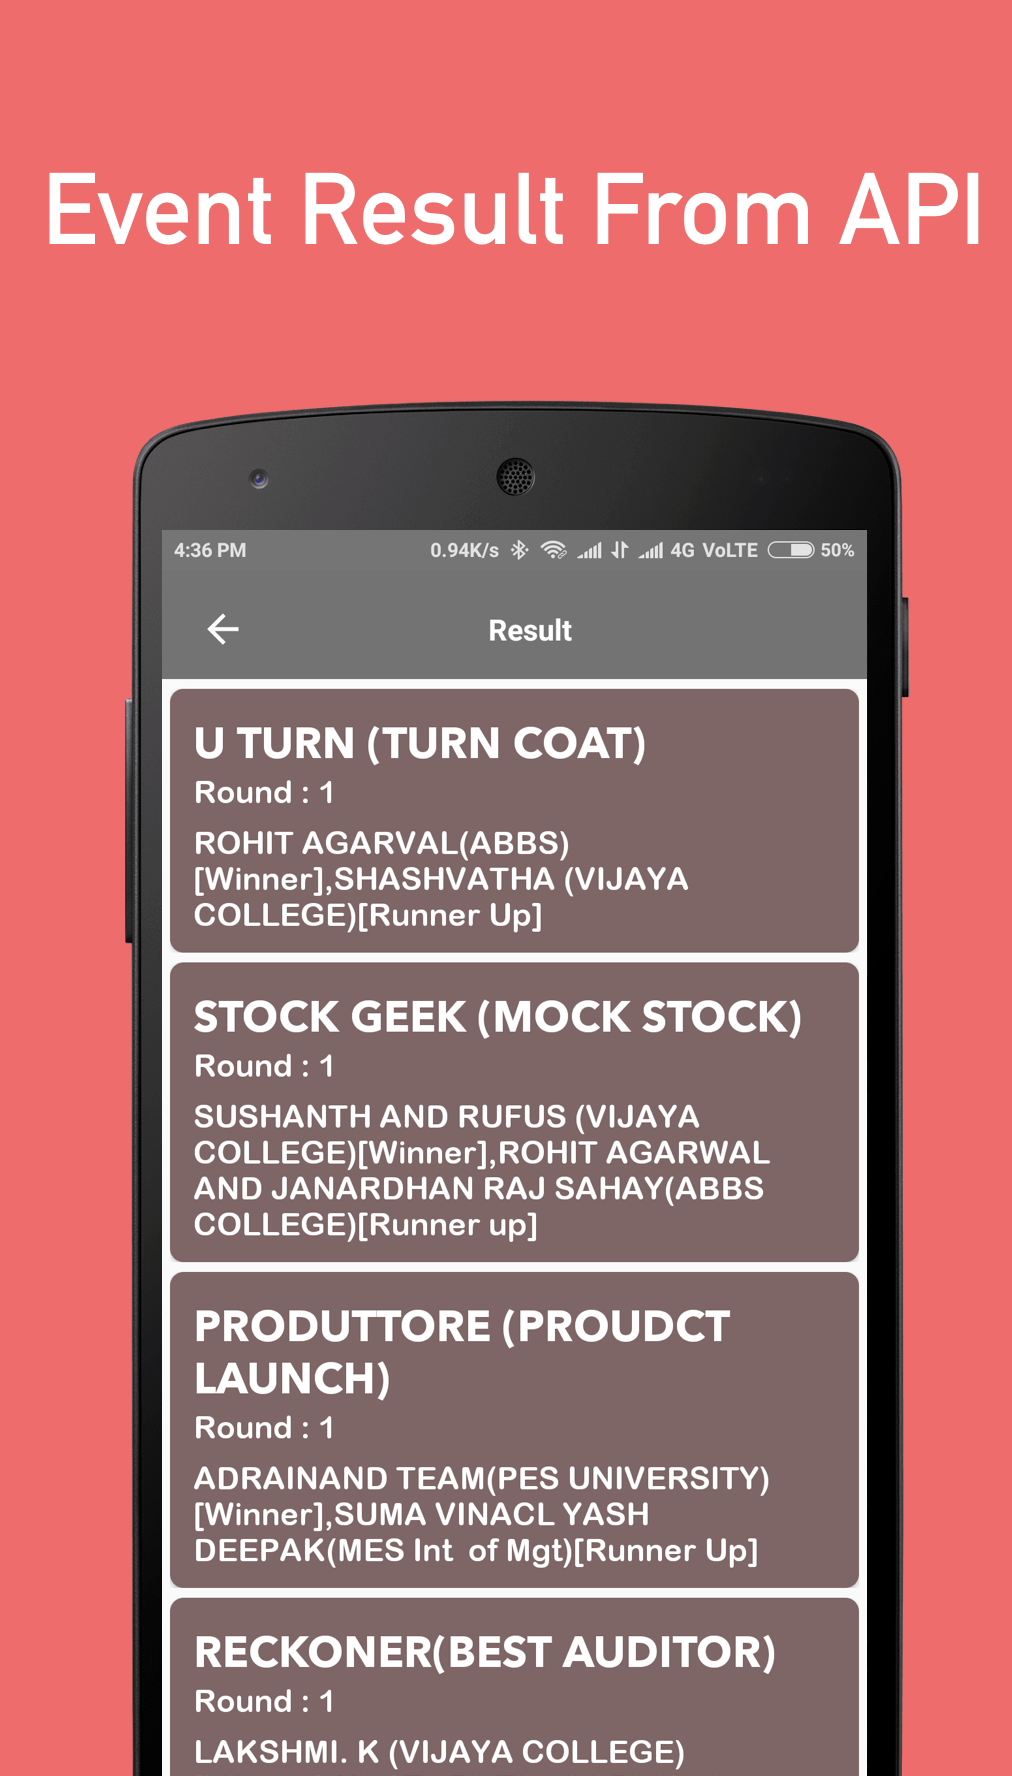 Event Result From API
4:36 PM 0.94K/s 4G VoLTE 50%
Result
U TURN (TURN COAT)
Round : 1
ROHIT AGARVAL(ABBS)
[Winner],SHASHVATHA (VIJAYA
COLLEGE)[Runner Up]
STOCK GEEK (MOCK STOCK)
Round : 1
SUSHANTH AND RUFUS (VIJAYA
COLLEGE)[Winner],ROHIT AGARWAL
AND JANARDHAN RAJ SAHAY(ABBS
COLLEGE)[Runner up]
PRODUTTORE (PROUDCT
LAUNCH)
Round : 1
ADRAINAND TEAM(PES UNIVERSITY)
[Winner],SUMA VINACL YASH
DEEPAK(MES Int  of Mgt)[Runner Up]
RECKONER(BEST AUDITOR)
Round : 1
LAKSHMI. K (VIJAYA COLLEGE)